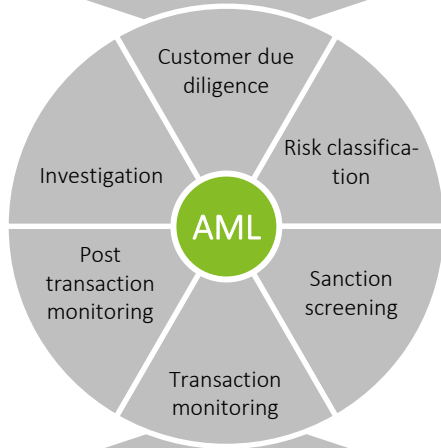 Customer due
diligence
Risk classifica-
tion
Investigation
AML
Post
transaction
monitoring
Sanction
screening
Transaction
monitoring